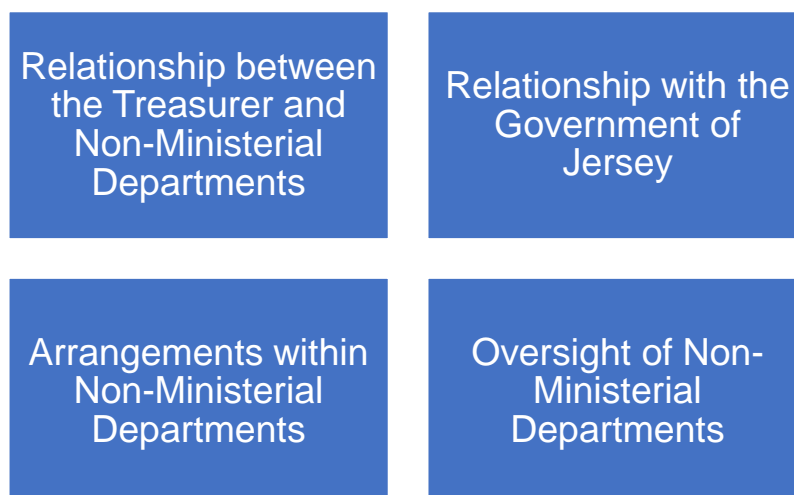 Relationship between
the Treasurer and
Non-Ministerial
Departments
Relationship with the
Government of
Jersey
Arrangements within
Non-Ministerial
Departments
Oversight of Non-
Ministerial
Departments